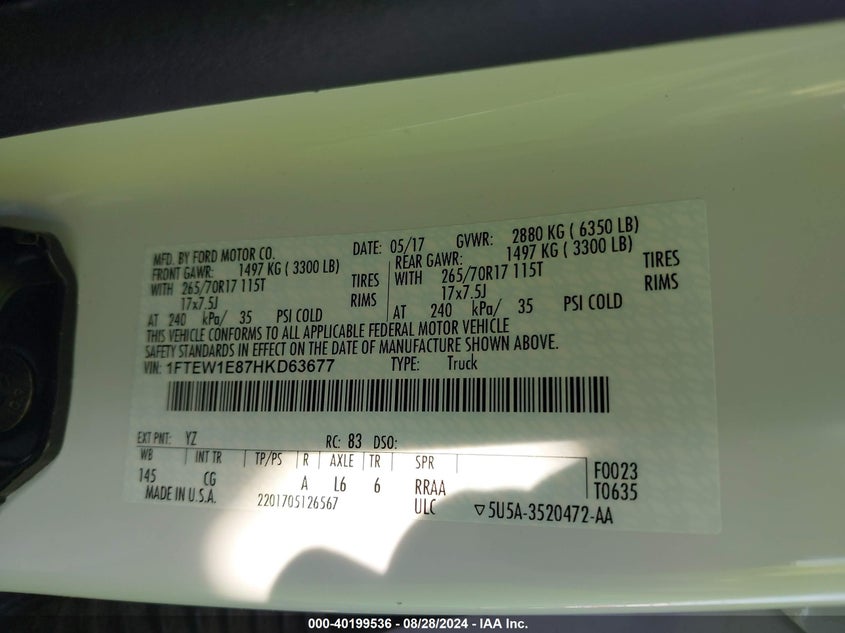 MFD. BY FORD MOTOR CO. DATE: 05/17 GVWR: 2880 KG ( 6350 LB)
FRONT GAWR: 1497 KG ( 3300 LB) REAR GAWR: 1497 KG ( 3300 LB)
WITH 265/70R17 115T TIRES WITH 265/70R17 115T TIRES
17x7.5J RIMS 17x7.5J RIMS
AT 240 kPa/ 35 PSI COLD AT 240 kPa/ 35 PSI COLD
THIS VEHICLE CONFORMS TO ALL APPLICABLE FEDERAL MOTOR VEHICLE
SAFETY STANDARDS IN EFFECT ON THE DATE OF MANUFACTURE SHOWN ABOVE.
VIN: 1FTEW1E87HKD63677 TYPE: Truck
EXT PNT: YZ RC: 83 DSO:
WB INT TR TP/PS R AXLE TR SPR
145 CG A L6 6 RRAA F0023
MADE IN U.S.A. 2201705126567 ULC ▽5U5A-3520472-AA T0635
000-40199536 - 08/28/2024 - IAA Inc.